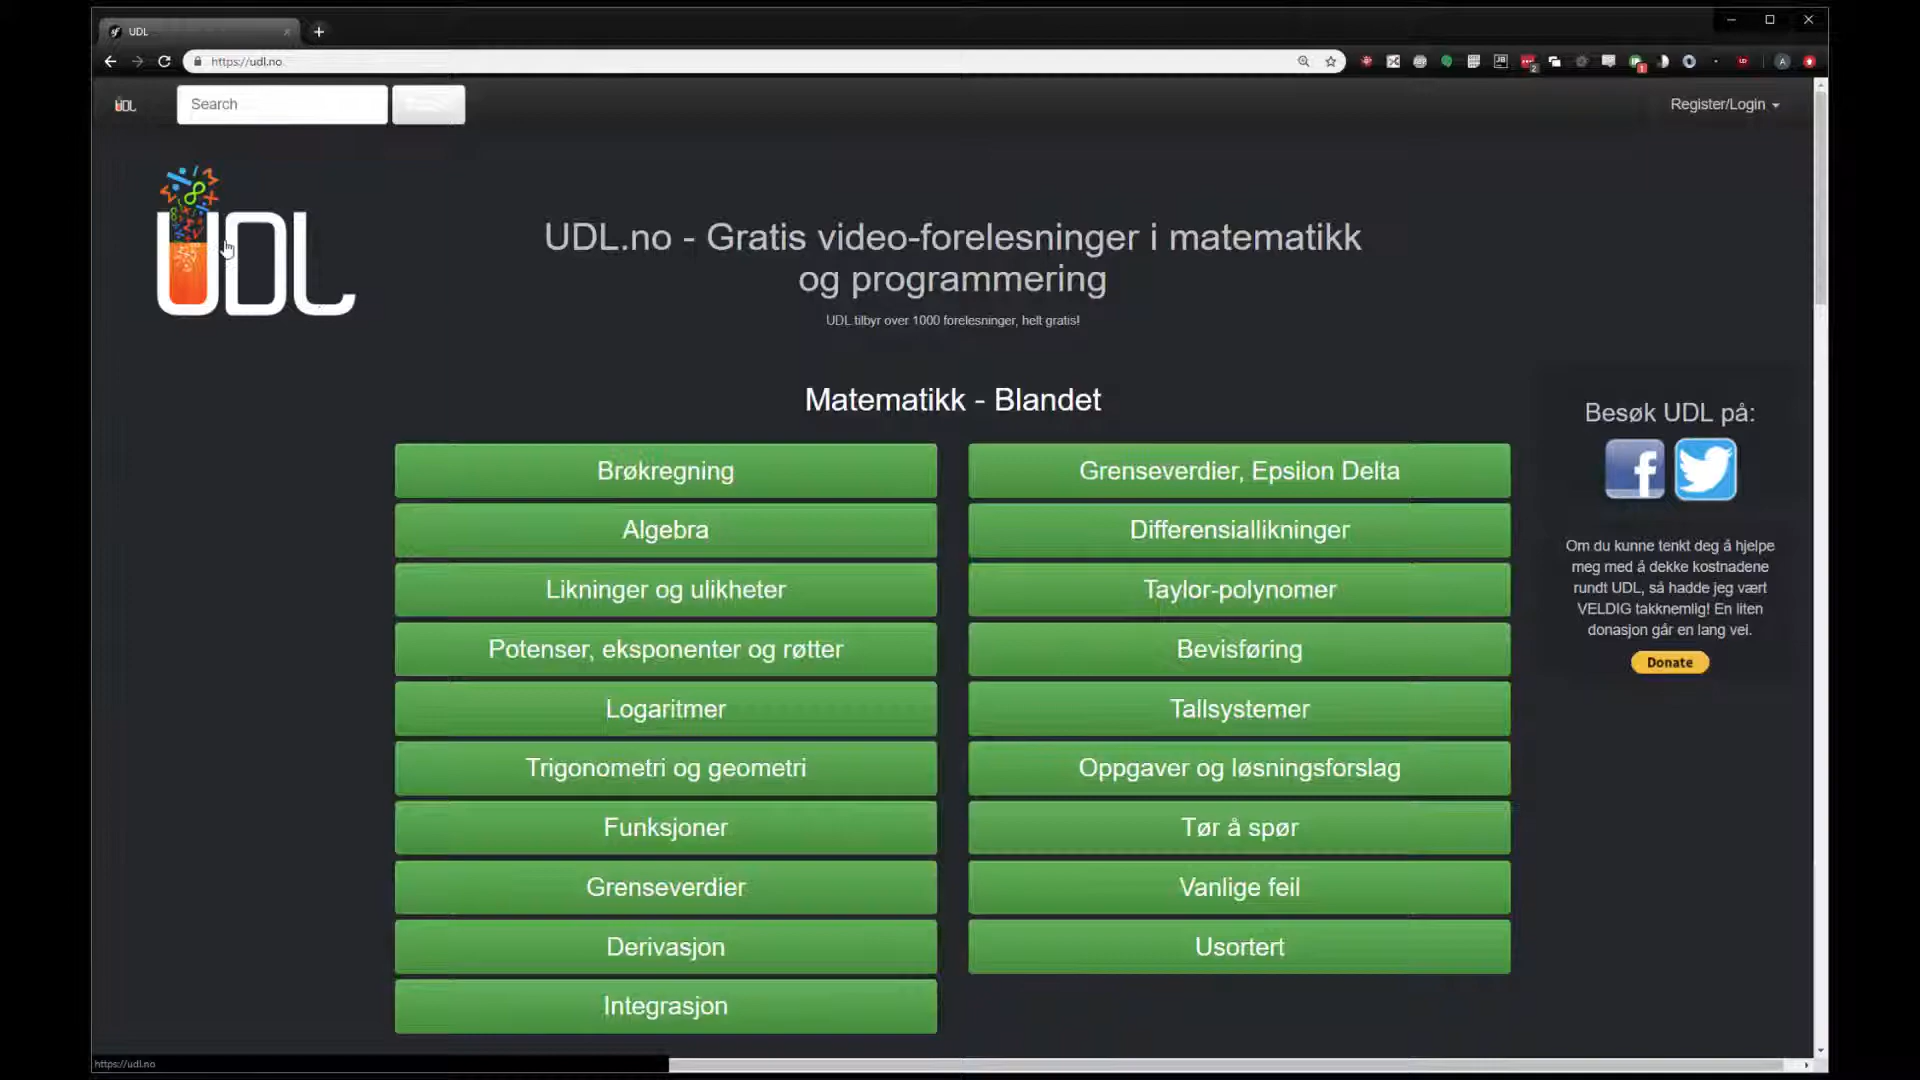 UDL
https://udl.no
UDL
Search
Register/Login
UDL
UDL.no - Gratis video-forelesninger i matematikk
og programmering
UDL tilbyr over 1000 forelesninger, helt gratis!
Matematikk - Blandet
Brøkregning
Grenseverdier, Epsilon Delta
Algebra
Differensiallikninger
Likninger og ulikheter
Taylor-polynomer
Potenser, eksponenter og røtter
Bevisføring
Logaritmer
Tallsystemer
Trigonometri og geometri
Oppgaver og løsningsforslag
Funksjoner
Tør å spør
Grenseverdier
Vanlige feil
Derivasjon
Usortert
Integrasjon
Besøk UDL på:
Om du kunne tenkt deg å hjelpe
meg med å dekke kostnadene
rundt UDL, så hadde jeg vært
VELDIG takknemlig! En liten
donasjon går en lang vei.
Donate
https://udl.no